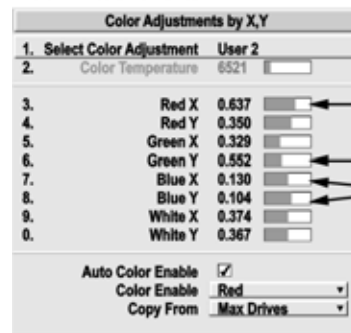 Color Adjustments by X,Y
1. Select Color Adjustment User 2
2. Color Temperature 6521
3. Red X 0.637
4. Red Y 0.350
5. Green X 0.329
6. Green Y 0.552
7. Blue X 0.130
8. Blue Y 0.104
9. White X 0.374
0. White Y 0.367
Auto Color Enable
Color Enable Red
Copy From Max Drives